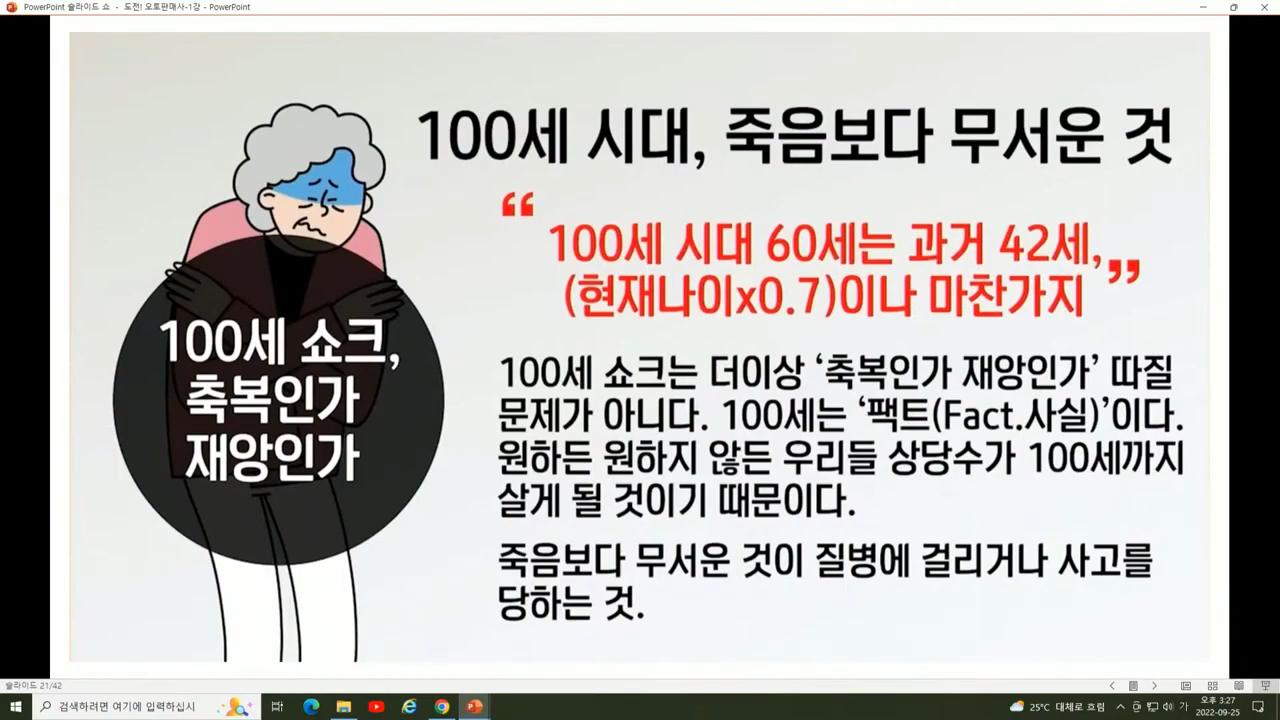 PowerPoint 슬라이드 쇼 - 도전! 오토판매사-1강 - PowerPoint
100세 시대, 죽음보다 무서운 것
“
100세 시대 60세는 과거 42세,
(현재나이x0.7)이나 마찬가지
”
100세 쇼크,
축복인가
재앙인가
100세 쇼크는 더이상 ‘축복인가 재앙인가’ 따질
문제가 아니다. 100세는 ‘팩트(Fact.사실)’이다.
원하든 원하지 않든 우리들 상당수가 100세까지
살게 될 것이기 때문이다.
죽음보다 무서운 것이 질병에 걸리거나 사고를
당하는 것.
슬라이드 21/42
검색하려면 여기에 입력하십시
25°C 대체로 흐림
가
오후 3:27
2022-09-25